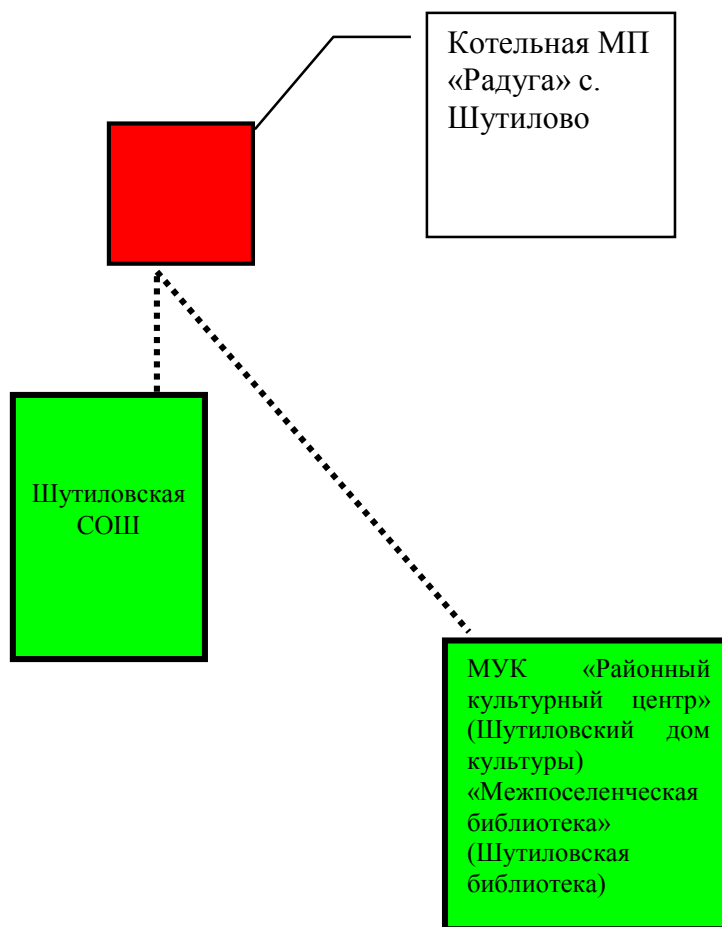 Котельная МП
«Радуга» с.
Шутилово
Шутиловская
СОШ
МУК «Районный
культурный центр»
(Шутиловский дом
культуры)
«Межпоселенческая
библиотека»
(Шутиловская
библиотека)